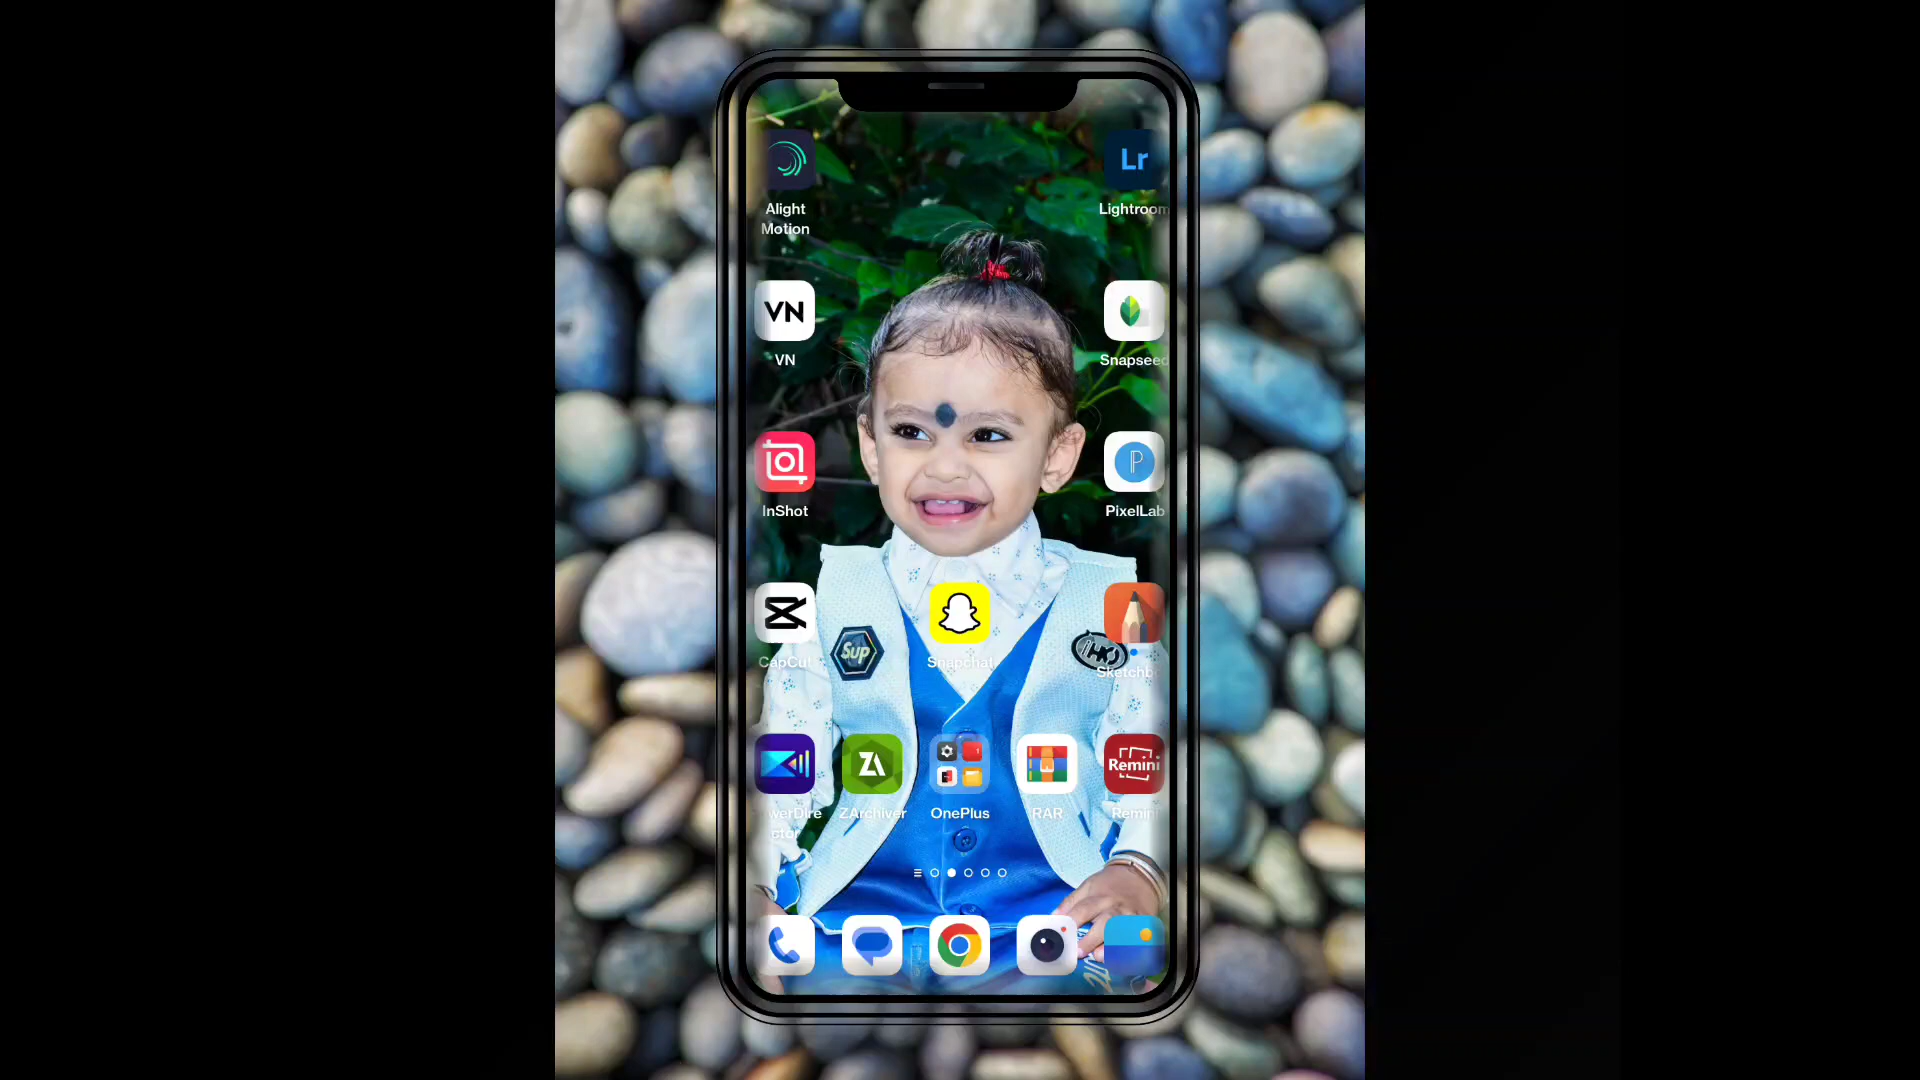 Lr
Alight
Motion
Lightroom
VN
VN
Snapseed
P
InShot
PixelLab
Sup
CapCut
Snapchat
Sketchb
ZA
Remini
werDire
ctor
ZArchiver
OnePlus
RAR
Remini